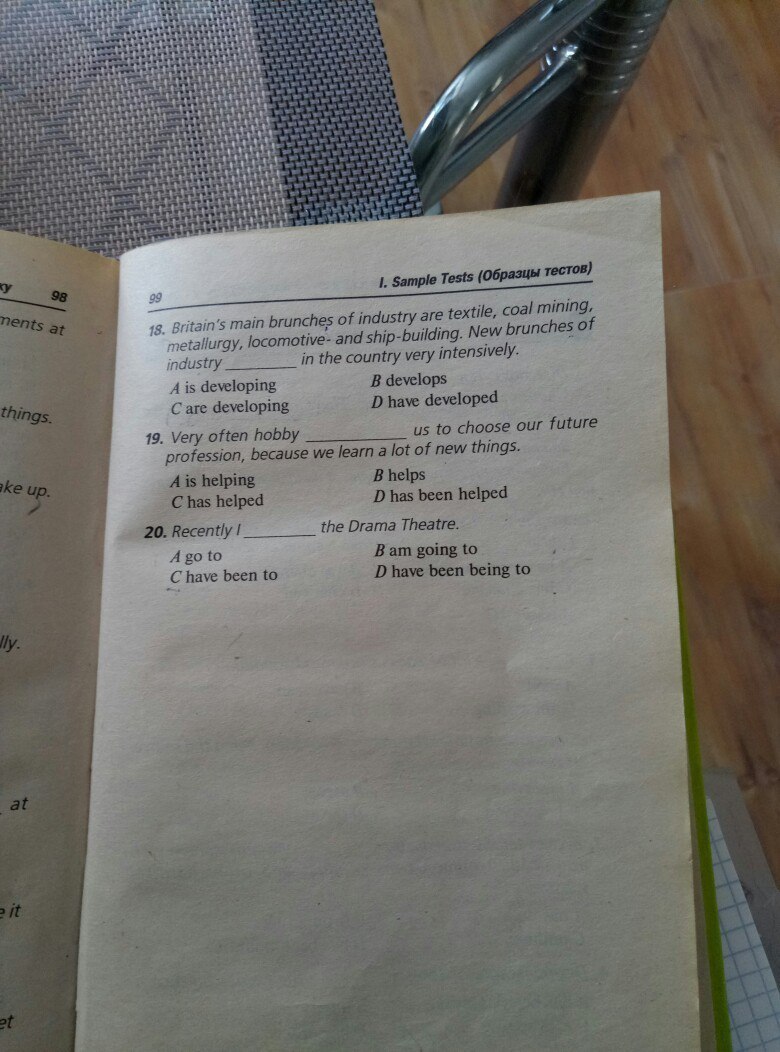 ку 98
ments at
things.
ake up.
lly.
at
e it
et
99 I. Sample Tests (Образцы тестов)
18. Britain's main brunches of industry are textile, coal mining,
metallurgy, locomotive- and ship-building. New brunches of
industry ________ in the country very intensively.
A is developing B develops
C are developing D have developed
19. Very often hobby ___________ us to choose our future
profession, because we learn a lot of new things.
A is helping B helps
C has helped D has been helped
20. Recently I ________ the Drama Theatre.
A go to B am going to
C have been to D have been being to